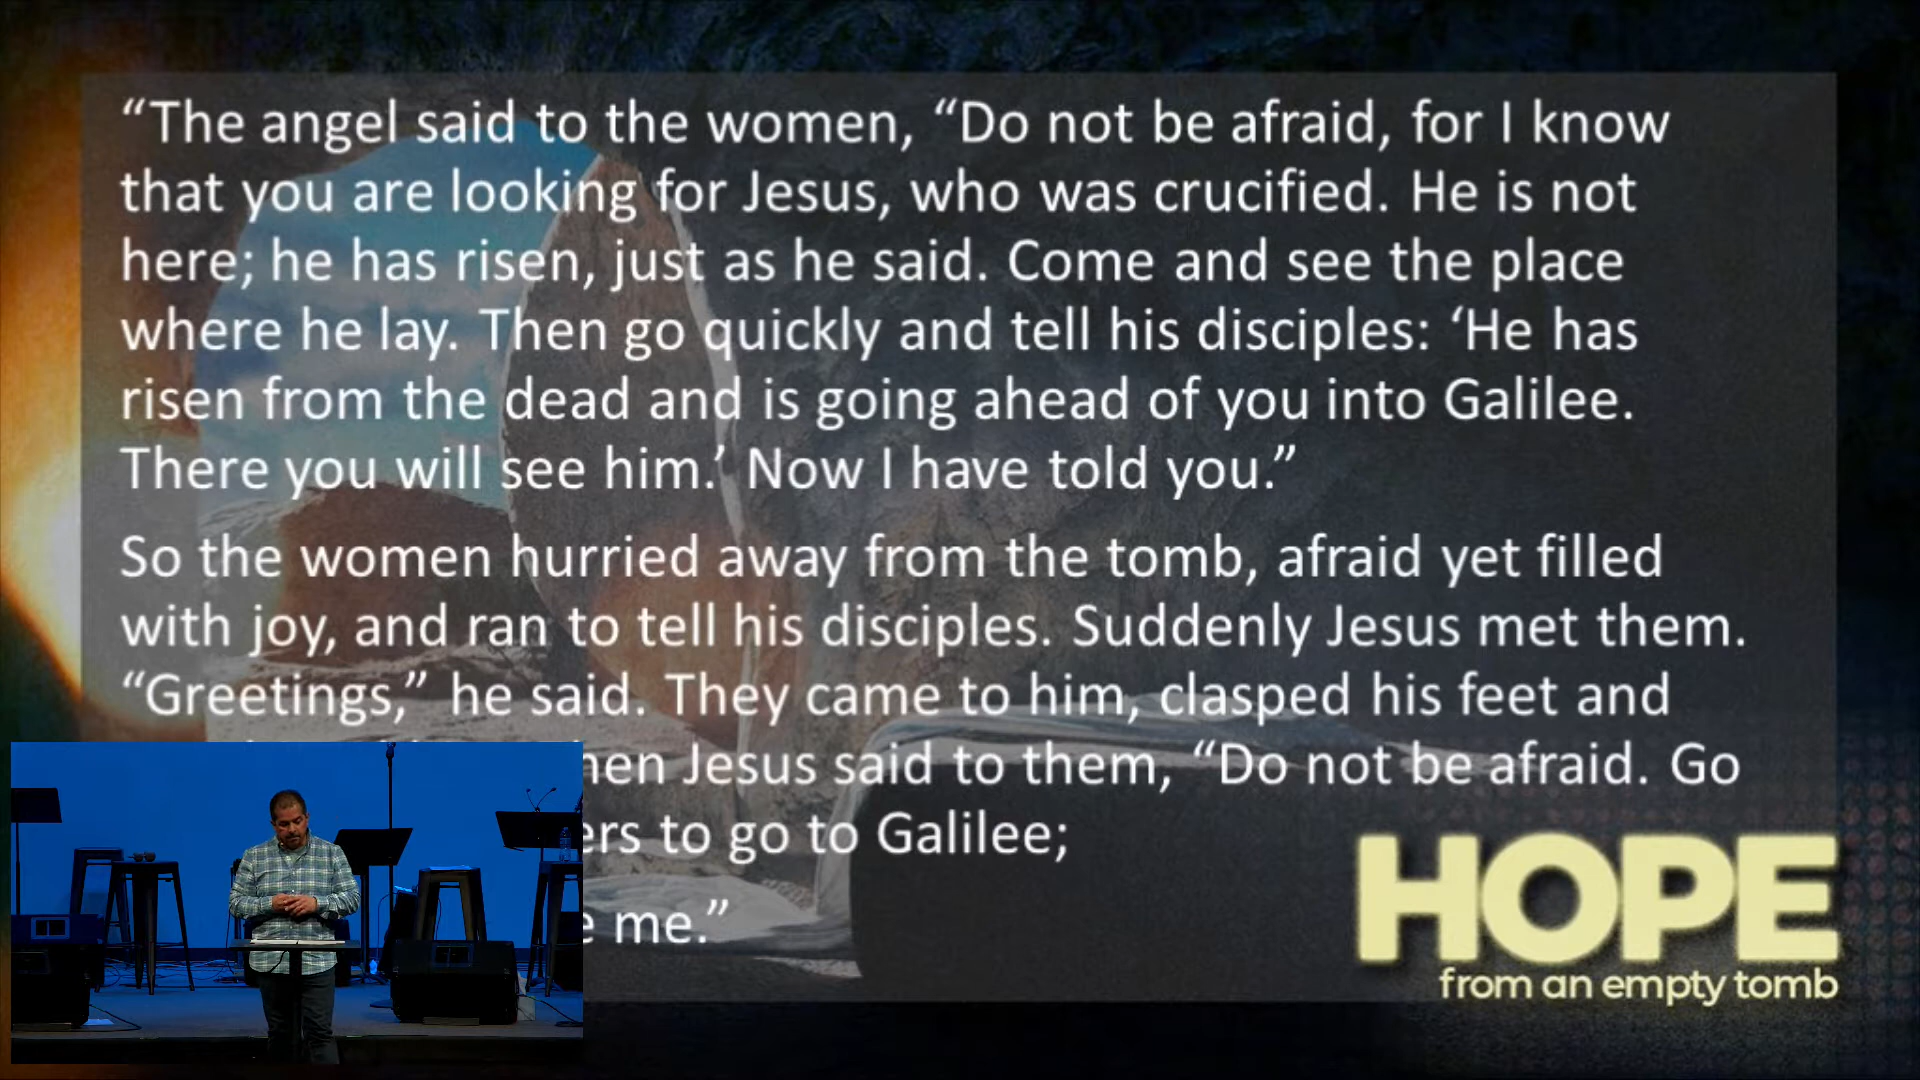 “The angel said to the women, “Do not be afraid, for I know
that you are looking for Jesus, who was crucified. He is not
here; he has risen, just as he said. Come and see the place
where he lay. Then go quickly and tell his disciples: ‘He has
risen from the dead and is going ahead of you into Galilee.
There you will see him.’ Now I have told you.”
So the women hurried away from the tomb, afraid yet filled
with joy, and ran to tell his disciples. Suddenly Jesus met them.
“Greetings,” he said. They came to him, clasped his feet and
Jesus said to them, “Do not be afraid. Go
to go to Galilee;
me.”
HOPE
from an empty tomb